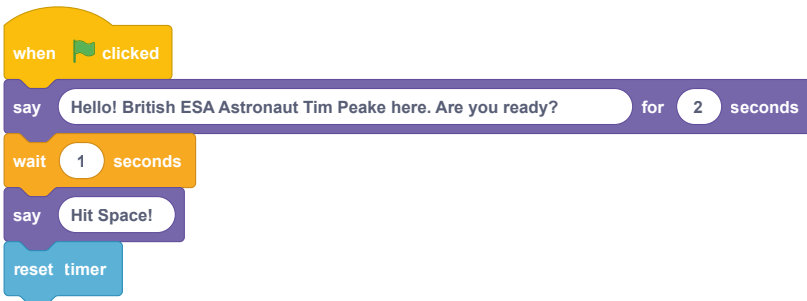 when clicked
say Hello! British ESA Astronaut Tim Peake here. Are you ready? for 2 seconds
wait 1 seconds
say Hit Space!
reset timer